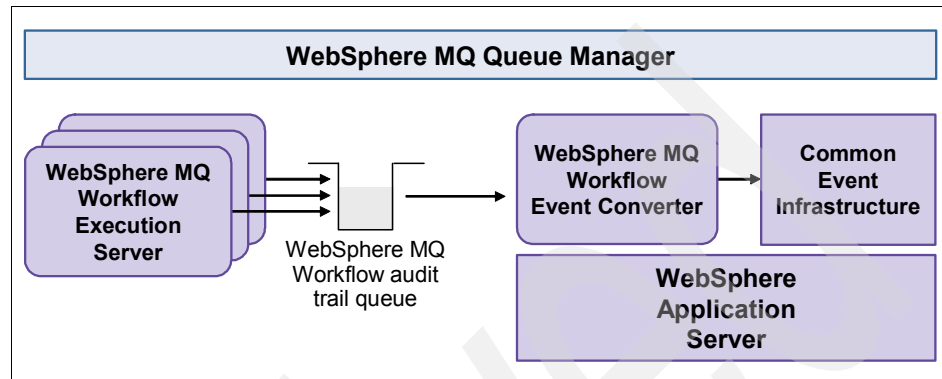 WebSphere MQ Queue Manager
WebSphere MQ
Workflow
Execution
Server
WebSphere MQ
Workflow audit
trail queue
WebSphere MQ
Workflow
Event Converter
Common
Event
Infrastructure
WebSphere
Application
Server